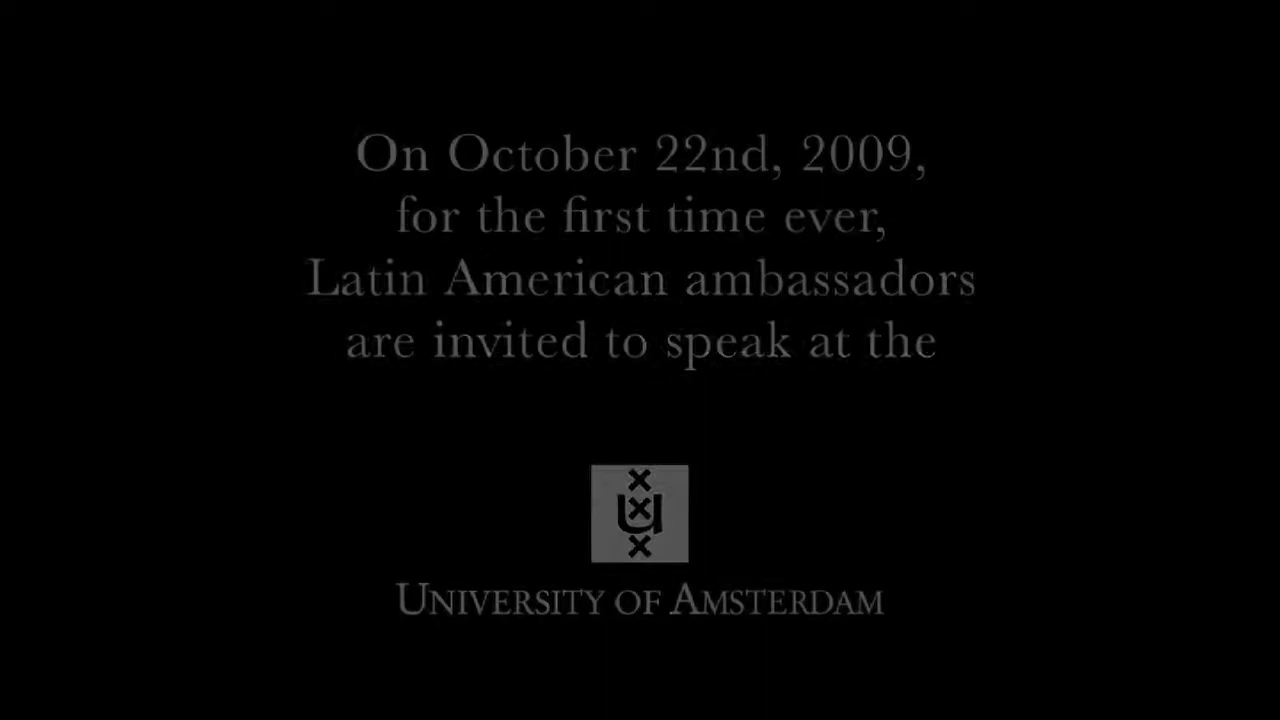 On October 22nd, 2009,
for the first time ever,
Latin American ambassadors
are invited to speak at the
UNIVERSITY OF AMSTERDAM